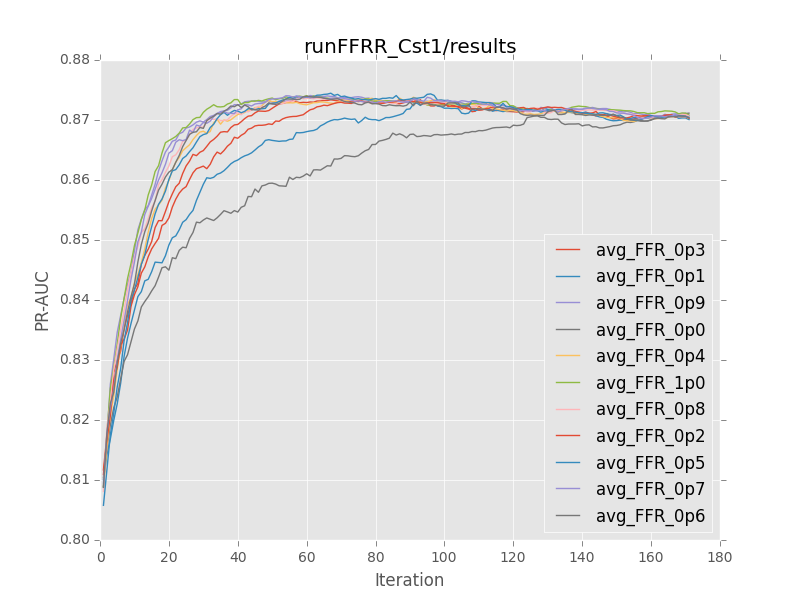 runFFRR_Cst1/results
0.88
0.87
0.86
0.85
0.84
0.83
0.82
0.81
0.80
PR-AUC
avg_FFR_0p3
avg_FFR_0p1
avg_FFR_0p9
avg_FFR_0p0
avg_FFR_0p4
avg_FFR_1p0
avg_FFR_0p8
avg_FFR_0p2
avg_FFR_0p5
avg_FFR_0p7
avg_FFR_0p6
0 20 40 60 80 100 120 140 160 180
Iteration